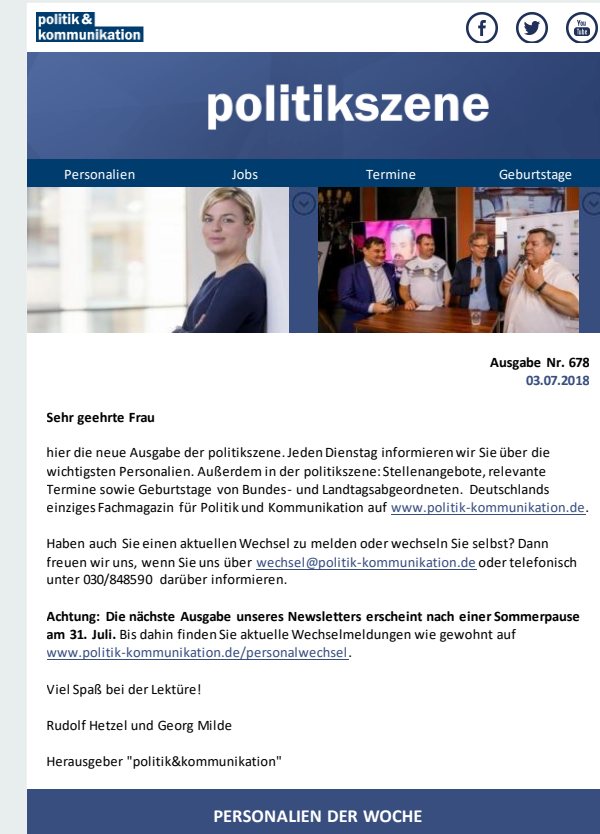 politik &
kommunikation
You
Tube
politikszene
Personalien Jobs Termine Geburtstage
Ausgabe Nr. 678
03.07.2018
Sehr geehrte Frau
hier die neue Ausgabe der politikszene. Jeden Dienstag informieren wir Sie über die
wichtigsten Personalien. Außerdem in der politikszene: Stellenangebote, relevante
Termine sowie Geburtstage von Bundes- und Landtagsabgeordneten. Deutschlands
einziges Fachmagazin für Politik und Kommunikation auf www.politik-kommunikation.de.
Haben auch Sie einen aktuellen Wechsel zu melden oder wechseln Sie selbst? Dann
freuen wir uns, wenn Sie uns über wechsel@politik-kommunikation.de oder telefonisch
unter 030/848590 darüber informieren.
Achtung: Die nächste Ausgabe unseres Newsletters erscheint nach einer Sommerpause
am 31. Juli. Bis dahin finden Sie aktuelle Wechselmeldungen wie gewohnt auf
www.politik-kommunikation.de/personalwechsel.
Viel Spaß bei der Lektüre!
Rudolf Hetzel und Georg Milde
Herausgeber "politik&kommunikation"
PERSONALIEN DER WOCHE